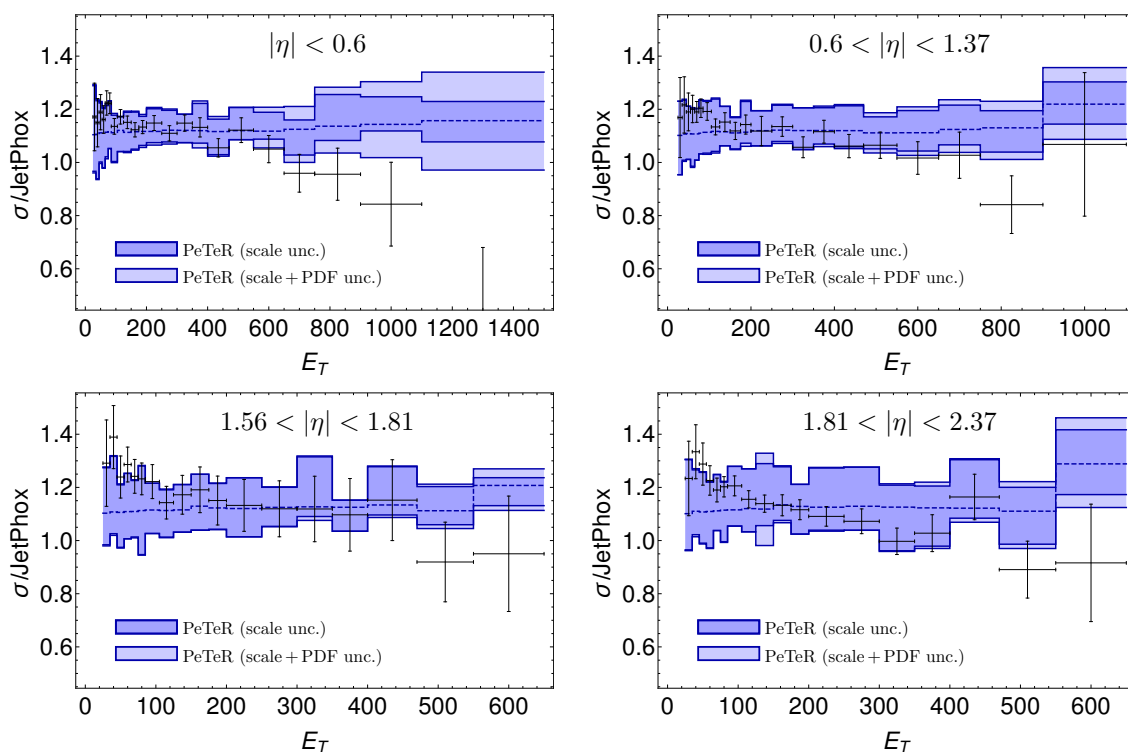 |η| < 0.6
1.4
1.2
1.0
0.8
0.6
σ/JetPhox
PeTeR (scale unc.)
PeTeR (scale+PDF unc.)
0 200 400 600 800 1000 1200 1400
E_T
0.6 < |η| < 1.37
1.4
1.2
1.0
0.8
0.6
σ/JetPhox
PeTeR (scale unc.)
PeTeR (scale+PDF unc.)
0 200 400 600 800 1000
E_T
1.56 < |η| < 1.81
1.4
1.2
1.0
0.8
0.6
σ/JetPhox
PeTeR (scale unc.)
PeTeR (scale+PDF unc.)
0 100 200 300 400 500 600
E_T
1.81 < |η| < 2.37
1.4
1.2
1.0
0.8
0.6
σ/JetPhox
PeTeR (scale unc.)
PeTeR (scale+PDF unc.)
0 100 200 300 400 500 600
E_T